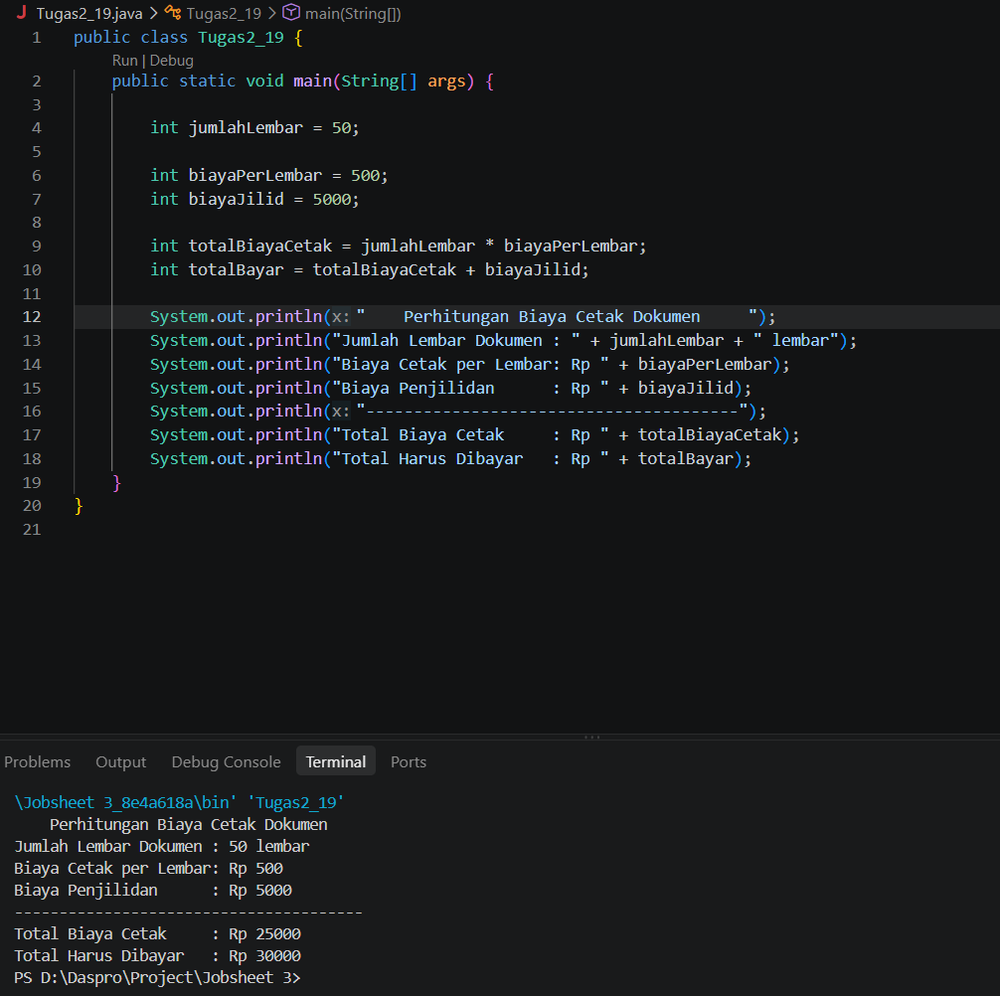 Tugas2_19.java > Tugas2_19 > main(String[])
1 public class Tugas2_19 {
Run | Debug
2     public static void main(String[] args) {
3
4         int jumlahLembar = 50;
5
6         int biayaPerLembar = 500;
7         int biayaJilid = 5000;
8
9         int totalBiayaCetak = jumlahLembar * biayaPerLembar;
10         int totalBayar = totalBiayaCetak + biayaJilid;
11
12         System.out.println(x: "    Perhitungan Biaya Cetak Dokumen     ");
13         System.out.println("Jumlah Lembar Dokumen : " + jumlahLembar + " lembar");
14         System.out.println("Biaya Cetak per Lembar: Rp " + biayaPerLembar);
15         System.out.println("Biaya Penjilidan      : Rp " + biayaJilid);
16         System.out.println(x: "---------------------------------------");
17         System.out.println("Total Biaya Cetak     : Rp " + totalBiayaCetak);
18         System.out.println("Total Harus Dibayar   : Rp " + totalBayar);
19     }
20 }
21
Problems Output Debug Console Terminal Ports
\Jobsheet 3_8e4a618a\bin' 'Tugas2_19'
    Perhitungan Biaya Cetak Dokumen
Jumlah Lembar Dokumen : 50 lembar
Biaya Cetak per Lembar: Rp 500
Biaya Penjilidan      : Rp 5000
---------------------------------------
Total Biaya Cetak     : Rp 25000
Total Harus Dibayar   : Rp 30000
PS D:\Daspro\Project\Jobsheet 3>